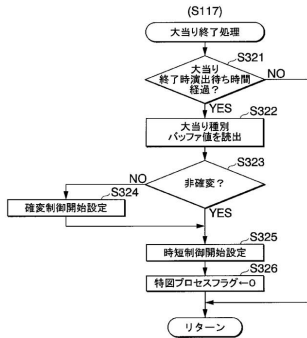 (S117)
大当り終了処理
S321
大当り
終了時演出待ち時間
経過？
NO
YES
S322
大当り種別
バッファ値を読出
S323
非確変？
NO
YES
S324
確変制御開始設定
S325
時短制御開始設定
S326
特図プロセスフラグ←0
リターン